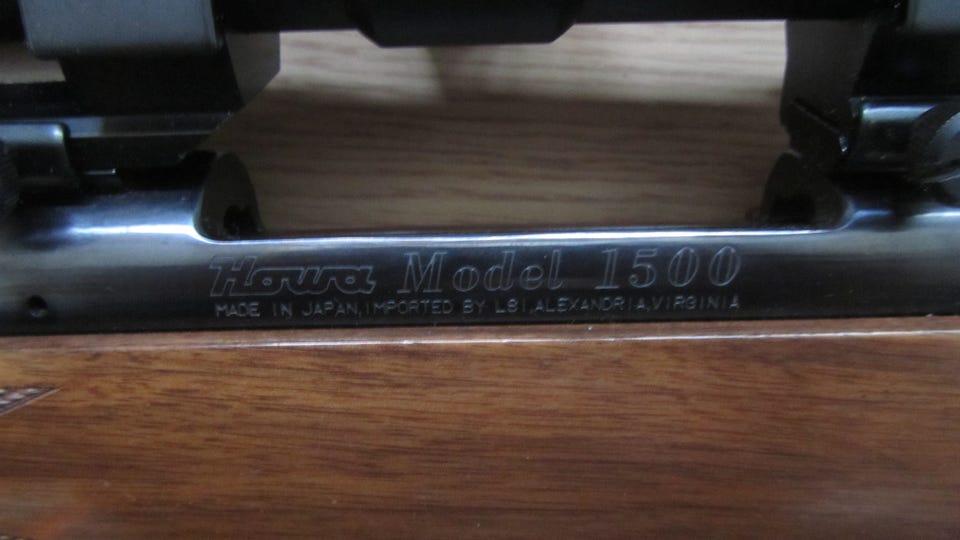 Howa Model 1500
MADE IN JAPAN, IMPORTED BY LSI, ALEXANDRIA, VIRGINIA